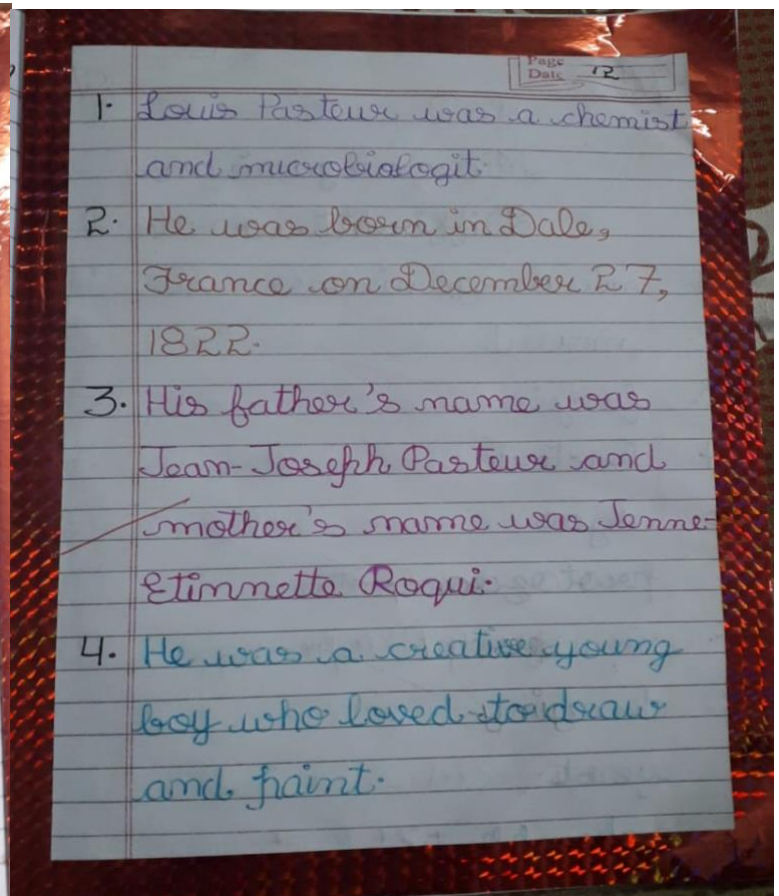 Page
Date 12
1. Louis Pasteur was a chemist
and microbiologit.
2. He was born in Dale,
France on December 27,
1822.
3. His father's name was
Jean-Joseph Pasteur and
mother's name was Jenne-
Etinnette Roqui.
4. He was a creative young
boy who loved to draw
and paint.